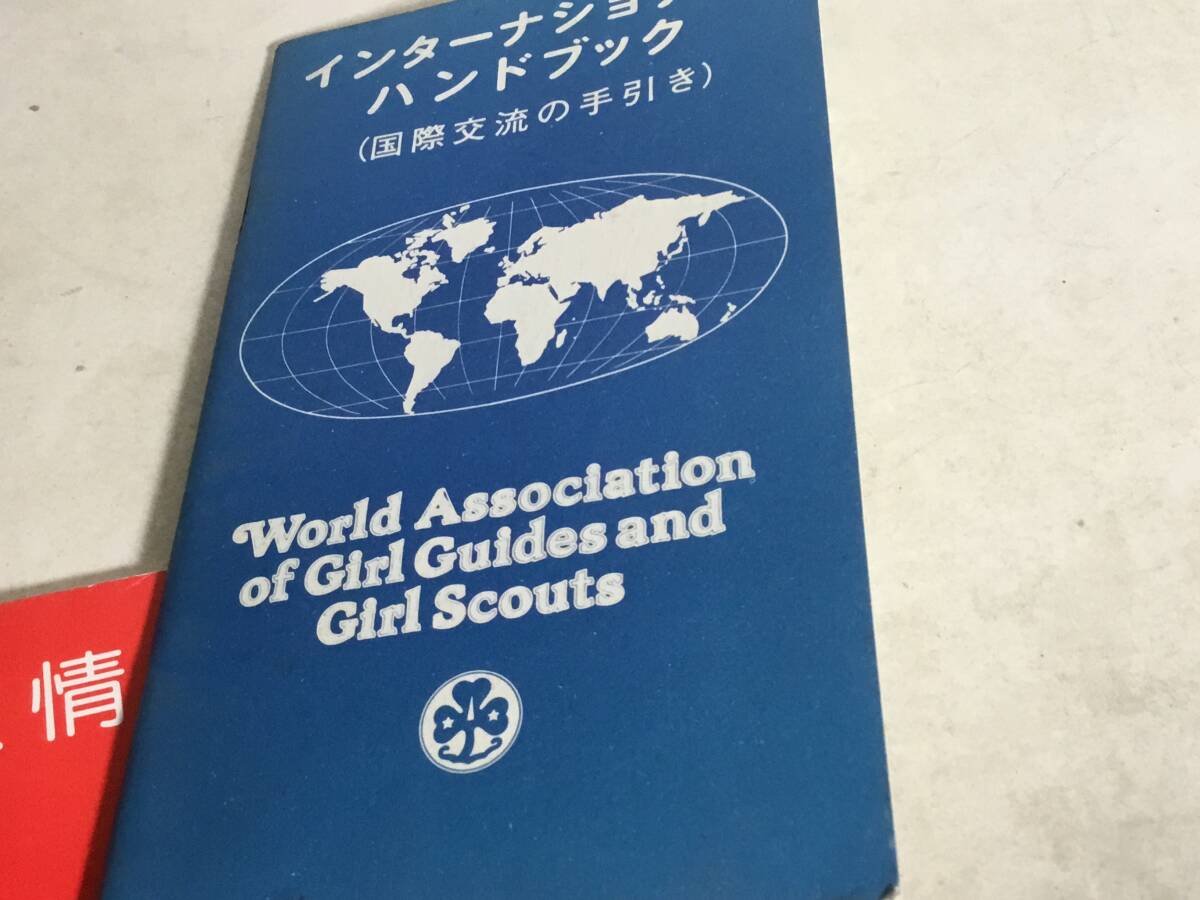 インターナショナ
ハンドブック
(国際交流の手引き)
World Association
of Girl Guides and
Girl Scouts
情